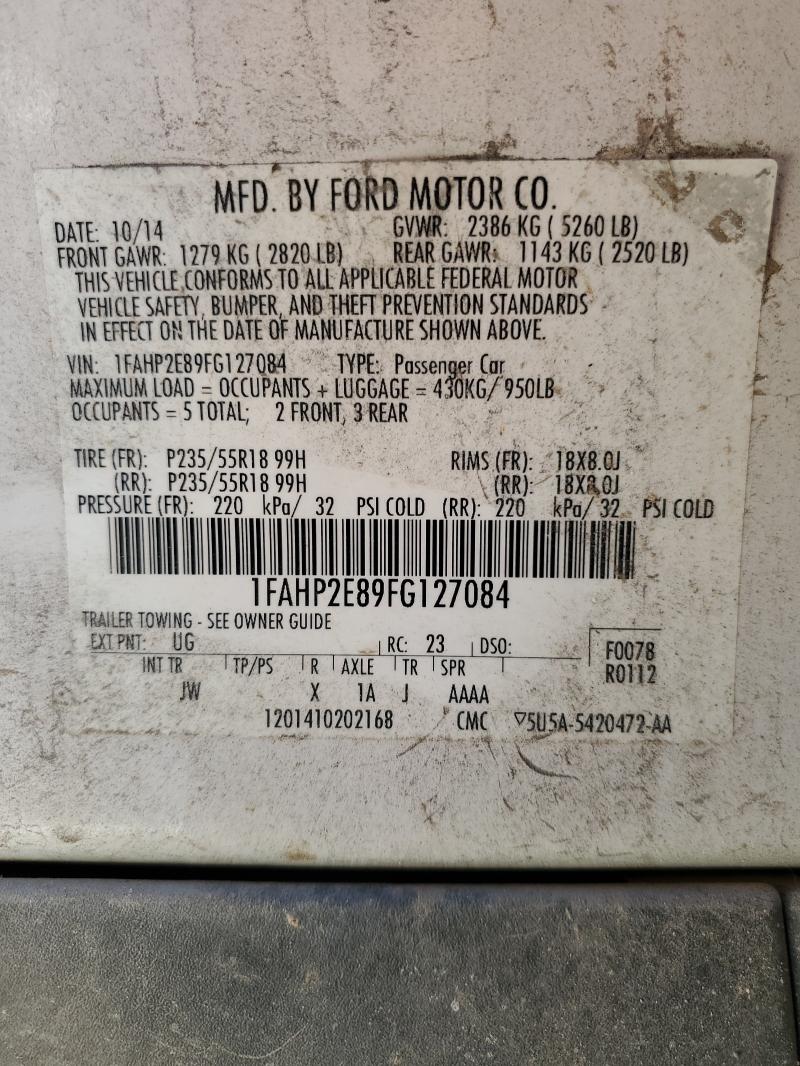 MFD. BY FORD MOTOR CO.
DATE: 10/14 GVWR: 2386 KG ( 5260 LB)
FRONT GAWR: 1279 KG ( 2820 LB) REAR GAWR: 1143 KG ( 2520 LB)
THIS VEHICLE CONFORMS TO ALL APPLICABLE FEDERAL MOTOR
VEHICLE SAFETY, BUMPER, AND THEFT PREVENTION STANDARDS
IN EFFECT ON THE DATE OF MANUFACTURE SHOWN ABOVE.
VIN: 1FAHP2E89FG127084 TYPE: Passenger Car
MAXIMUM LOAD = OCCUPANTS + LUGGAGE = 430KG/ 950LB
OCCUPANTS = 5 TOTAL; 2 FRONT, 3 REAR
TIRE (FR): P235/55R18 99H RIMS (FR): 18X8.0J
(RR): P235/55R18 99H (RR): 18X8.0J
PRESSURE (FR): 220 kPa/ 32 PSI COLD (RR): 220 kPa/ 32 PSI COLD
1FAHP2E89FG127084
TRAILER TOWING - SEE OWNER GUIDE
EXT PNT: UG RC: 23 DSO: F0078
INT TR TP/PS R AXLE TR SPR R0112
JW X 1A J AAAA
1201410202168 CMC ▽5U5A-5420472-AA